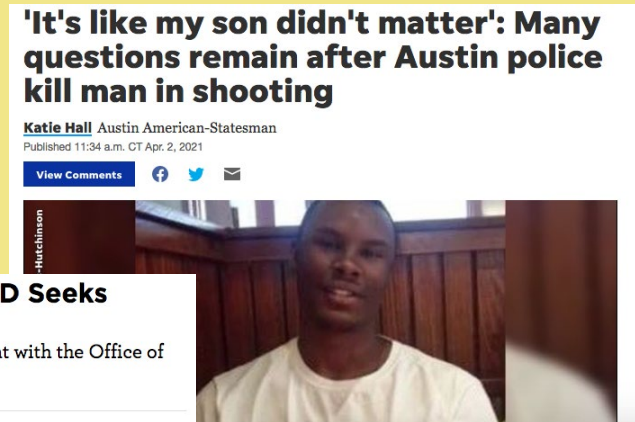 'It's like my son didn't matter': Many
questions remain after Austin police
kill man in shooting
Katie Hall Austin American-Statesman
Published 11:34 a.m. CT Apr. 2, 2021
View Comments
-Hutchinson
D Seeks
t with the Office of